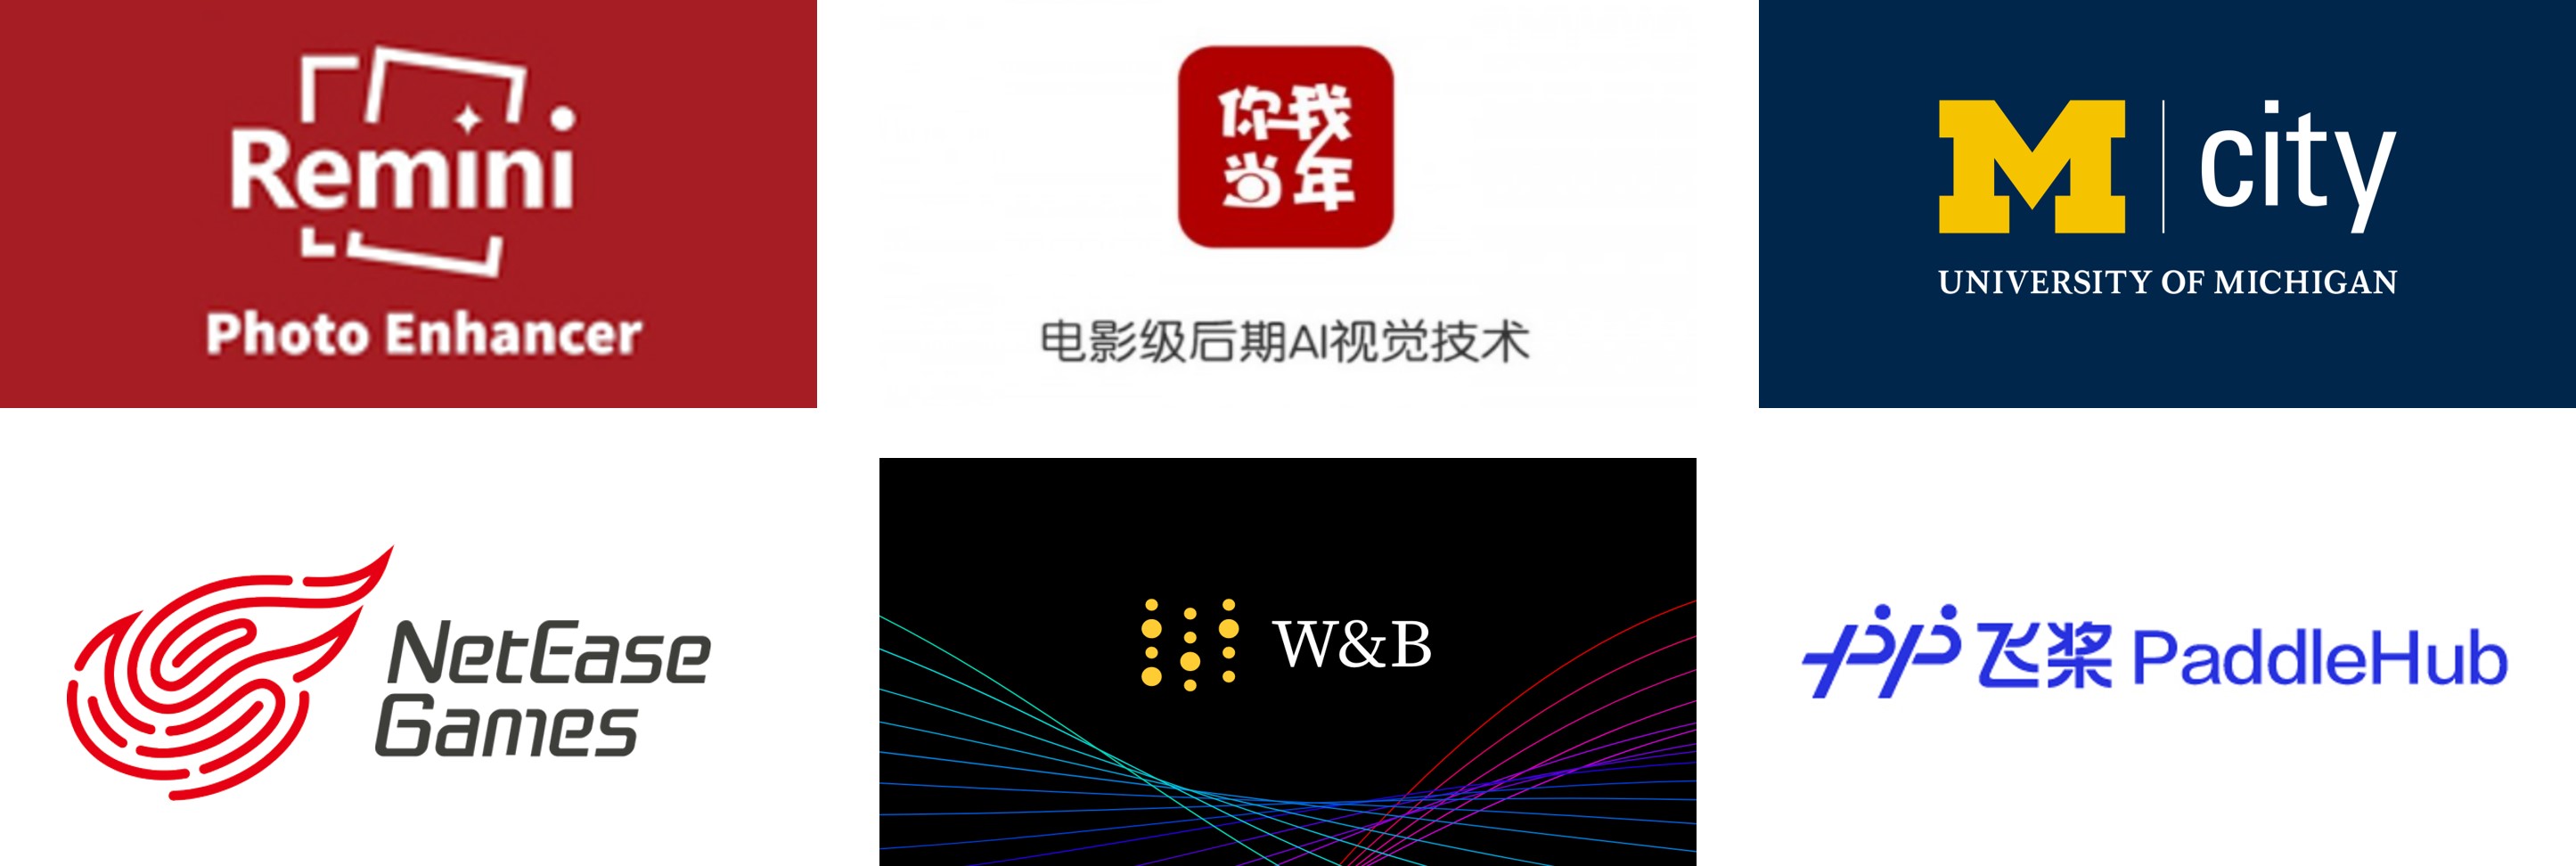 Remini
Photo Enhancer
你我
当年
电影级后期AI视觉技术
M city
UNIVERSITY OF MICHIGAN
NetEase
Games
W&B
飞桨 PaddleHub